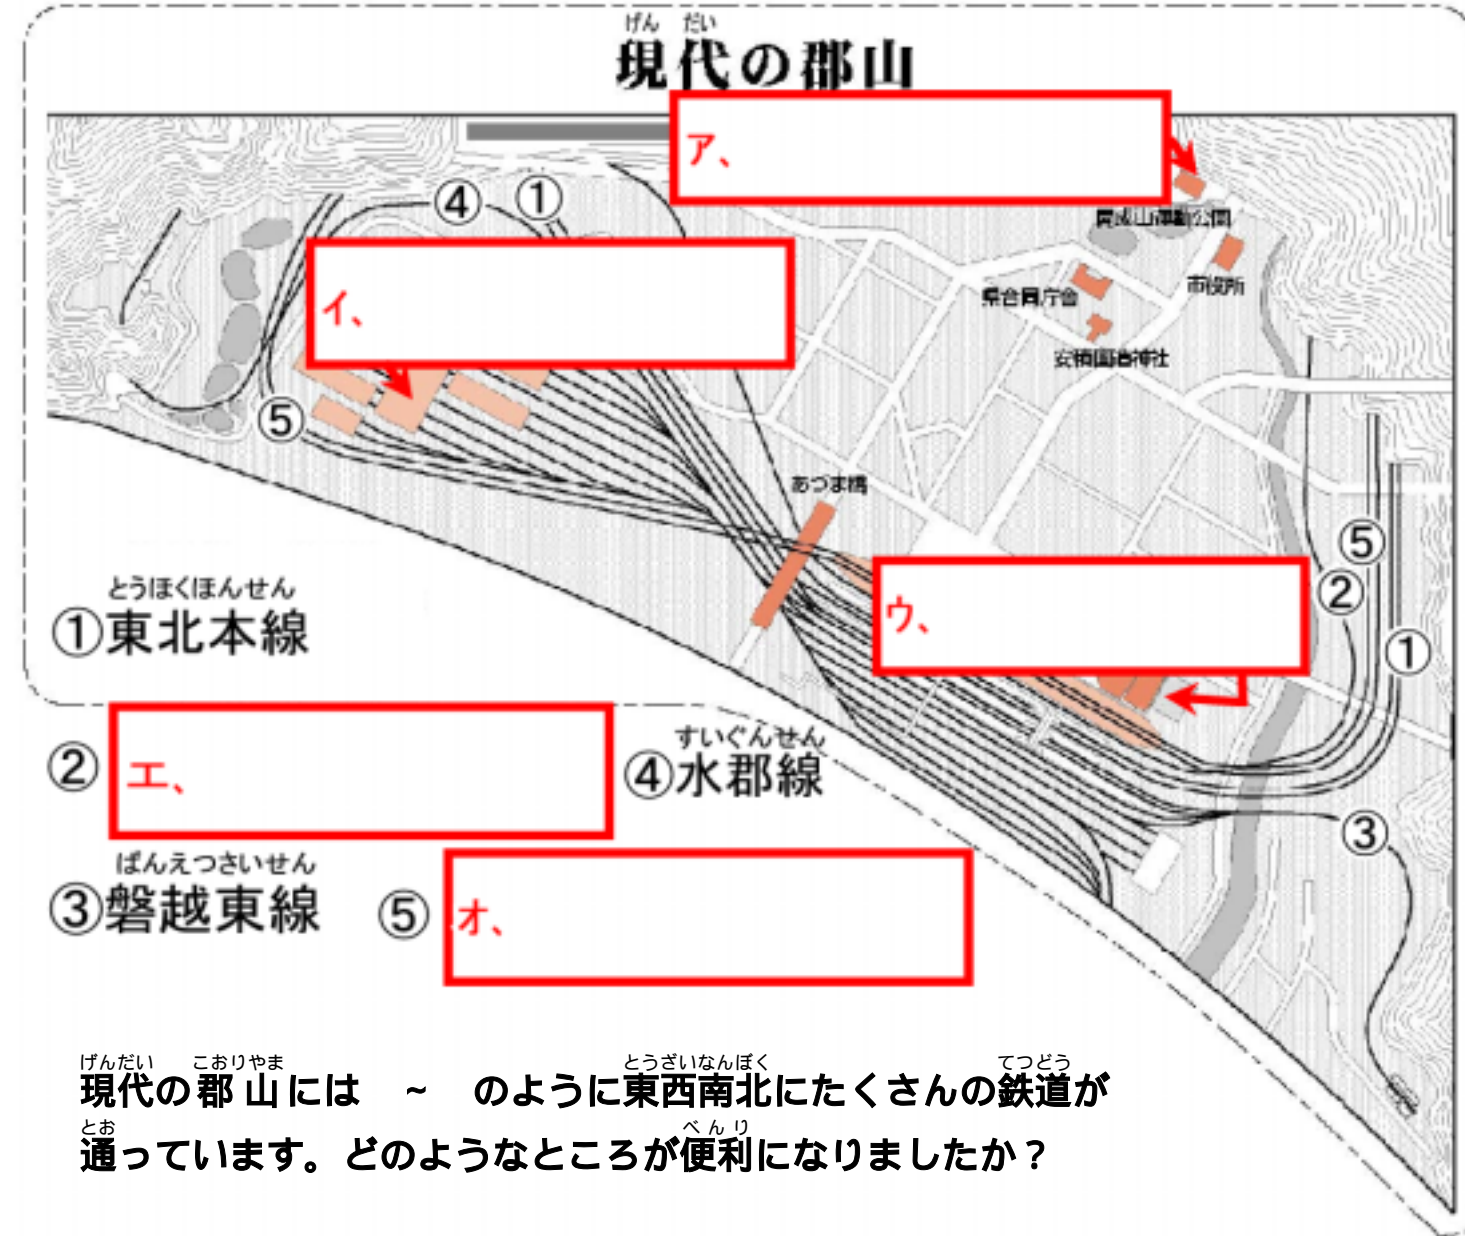 げん だい
現代の郡山
ア、
開成山運動公園
市役所
県合同庁舎
安積国造神社
④ ①
イ、
⑤
あづま橋
ウ、
⑤
②
①
③
とうほくほんせん
①東北本線
② エ、
すいぐんせん
④水郡線
ばんえつさいせん
③磐越東線
⑤ オ、
げんだい こおりやま とうざいなんぼく てつどう
現代の郡山には ～ のように東西南北にたくさんの鉄道が
とお べんり
通っています。どのようなところが便利になりましたか？